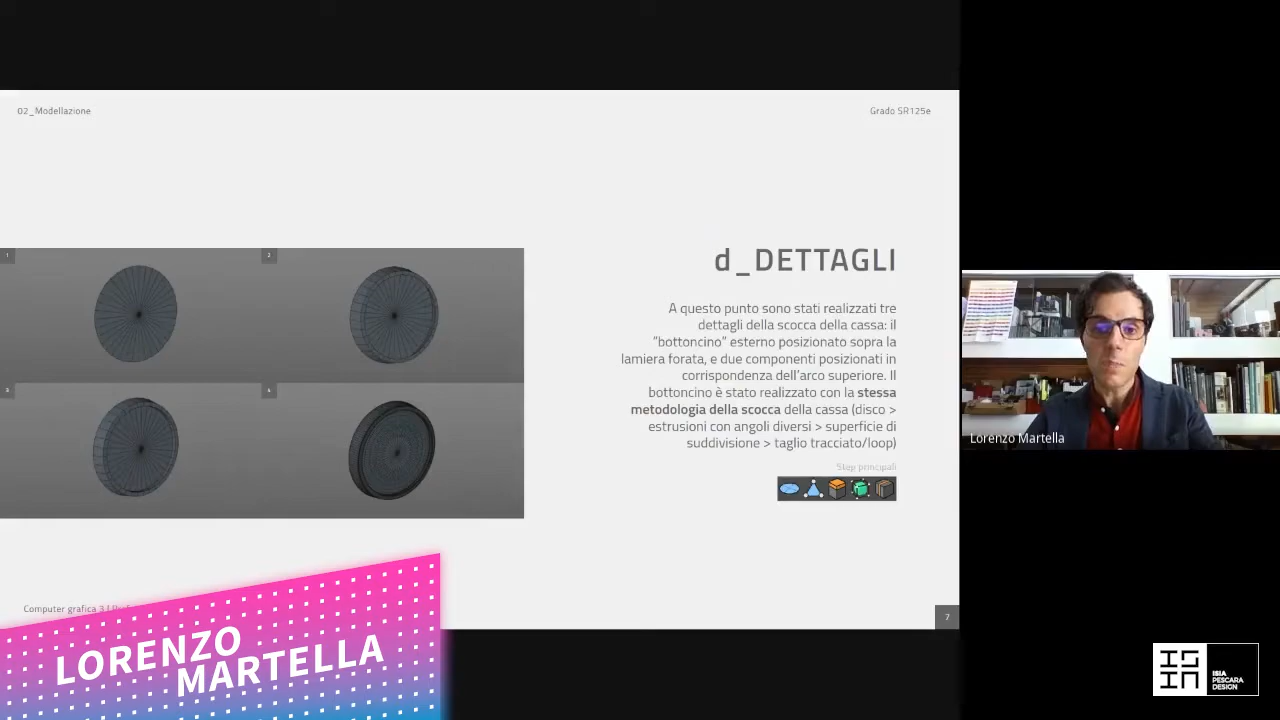 02_Modellazione
Grado SR125e
1
2
3
4
d_DETTAGLI
A questo punto sono stati realizzati tre
dettagli della scocca della cassa: il
"bottoncino" esterno posizionato sopra la
lamiera forata, e due componenti posizionati in
corrispondenza dell'arco superiore. Il
bottoncino è stato realizzato con la stessa
metodologia della scocca della cassa (disco >
estrusioni con angoli diversi > superficie di
suddivisione > taglio tracciato/loop)
Step principali
Computer grafica 3 |
7
LORENZO
MARTELLA
Lorenzo Martella
ISIA
PESCARA
DESIGN